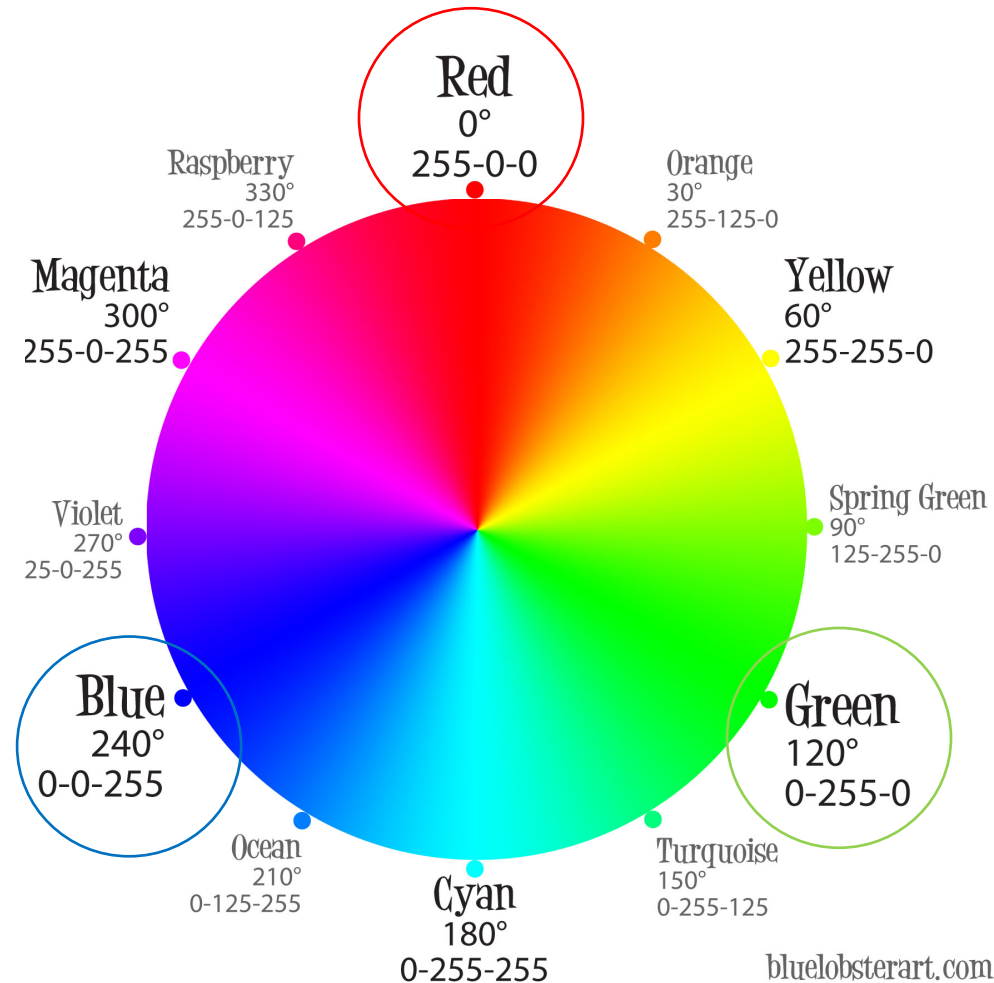 Red
0°
255-0-0
Orange
30°
255-125-0
Yellow
60°
255-255-0
Spring Green
90°
125-255-0
Green
120°
0-255-0
Turquoise
150°
0-255-125
Cyan
180°
0-255-255
Ocean
210°
0-125-255
Blue
240°
0-0-255
Violet
270°
25-0-255
Magenta
300°
255-0-255
Raspberry
330°
255-0-125
bluelobsterart.com